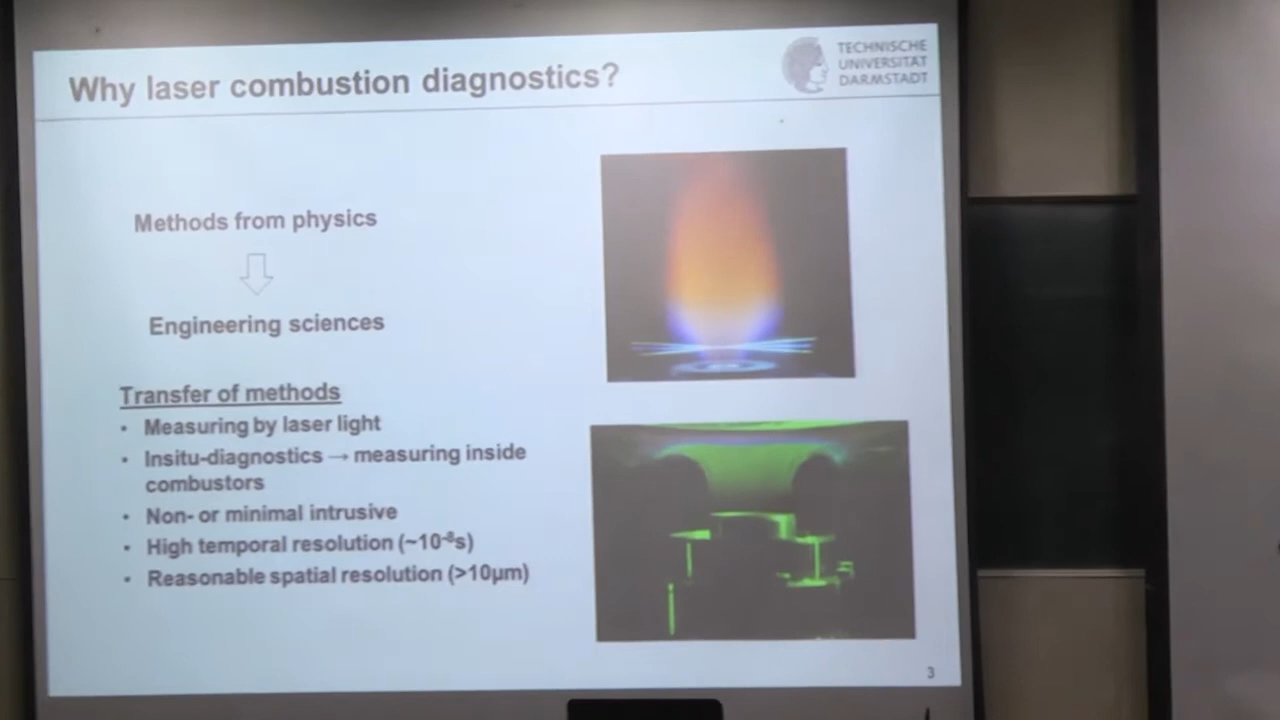 Why laser combustion diagnostics?
TECHNISCHE
UNIVERSITÄT
DARMSTADT
Methods from physics
Engineering sciences
Transfer of methods
• Measuring by laser light
• Insitu-diagnostics → measuring inside
combustors
• Non- or minimal intrusive
• High temporal resolution (~10⁻⁸s)
• Reasonable spatial resolution (>10µm)
3